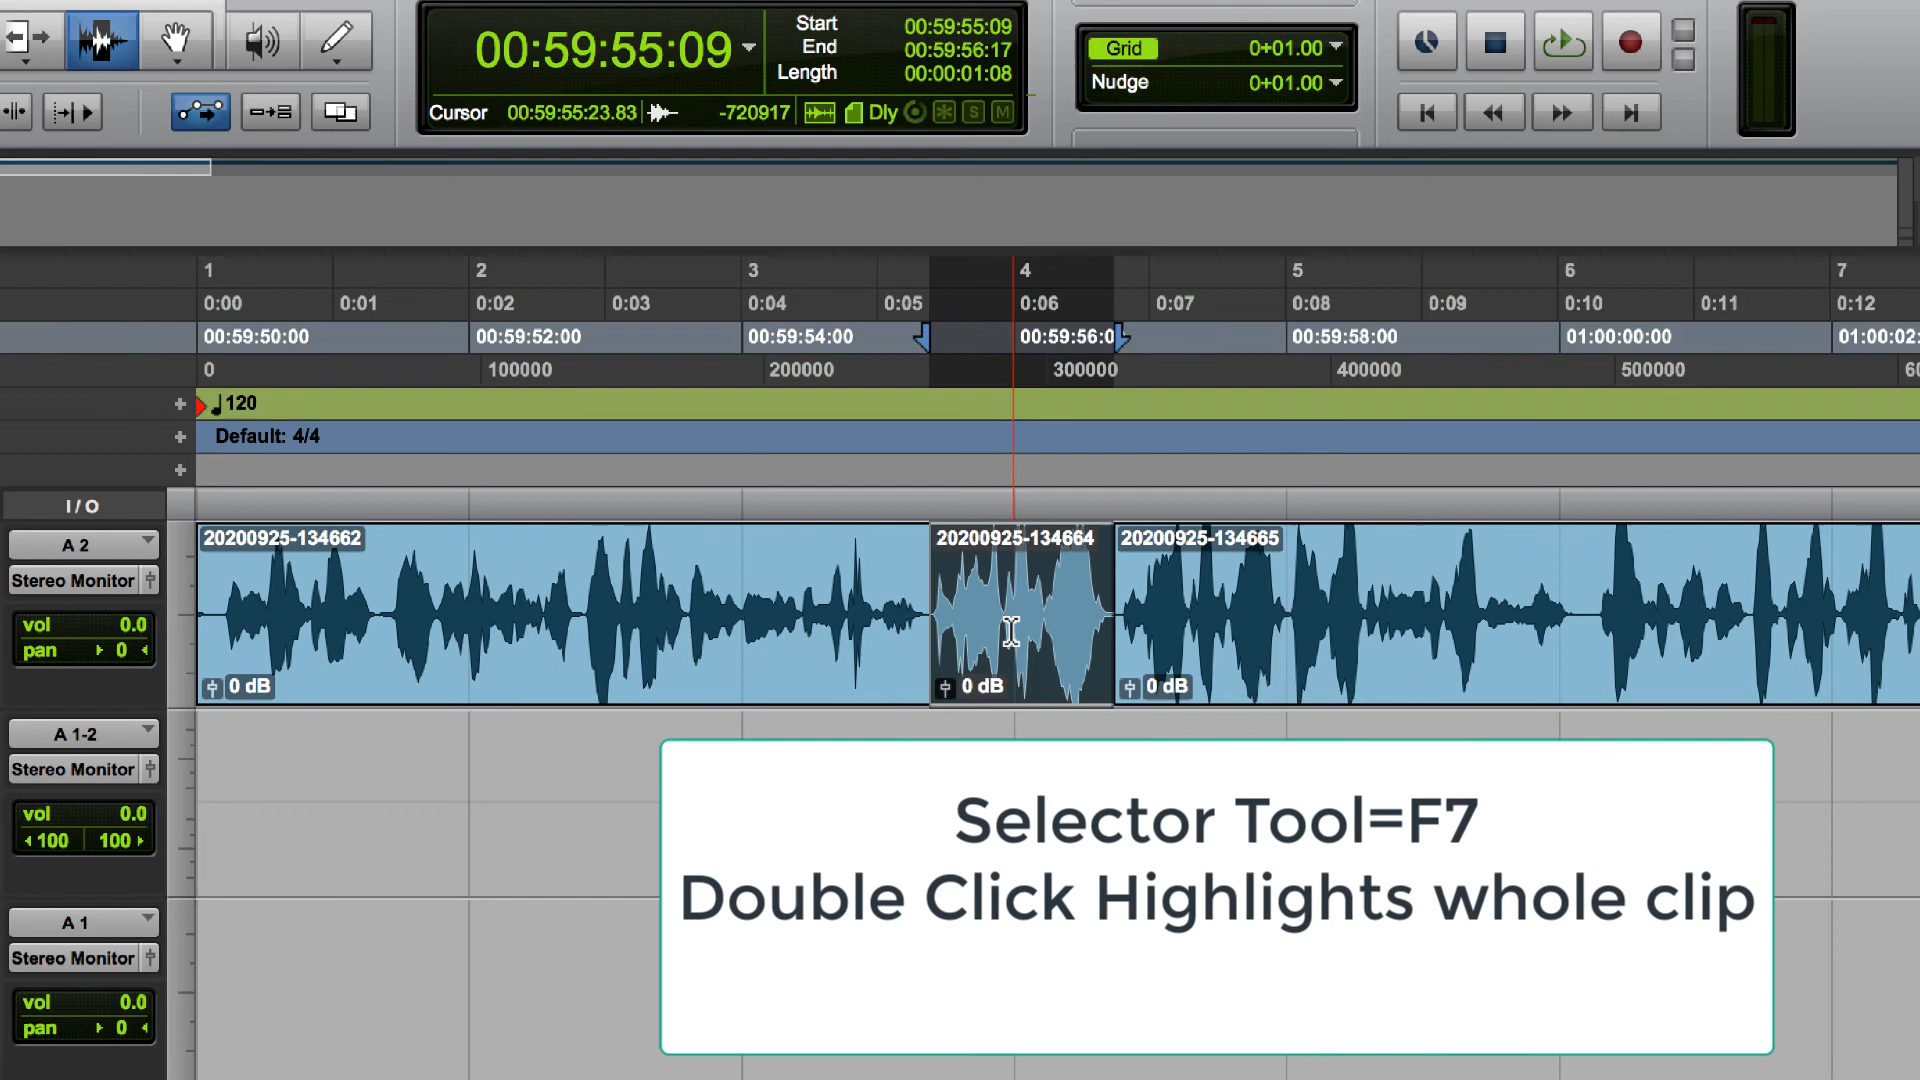 00:59:55:09
Start 00:59:55:09
End 00:59:56:17
Length 00:00:01:08
Cursor 00:59:55:23.83 -720917 Dly S M
Grid 0+01.00
Nudge 0+01.00
1 2 3 4 5 6 7
0:00 0:01 0:02 0:03 0:04 0:05 0:06 0:07 0:08 0:09 0:10 0:11 0:12
00:59:50:00 00:59:52:00 00:59:54:00 00:59:56:0 00:59:58:00 01:00:00:00 01:00:02:
0 100000 200000 300000 400000 500000 60
+ 120
+ Default: 4/4
+
I / O
20200925-134662 20200925-134664 20200925-134665
A 2
Stereo Monitor
vol 0.0
pan 0
0 dB 0 dB 0 dB
A 1-2
Stereo Monitor
vol 0.0
100 100
A 1
Stereo Monitor
vol 0.0
pan 0
Selector Tool=F7
Double Click Highlights whole clip